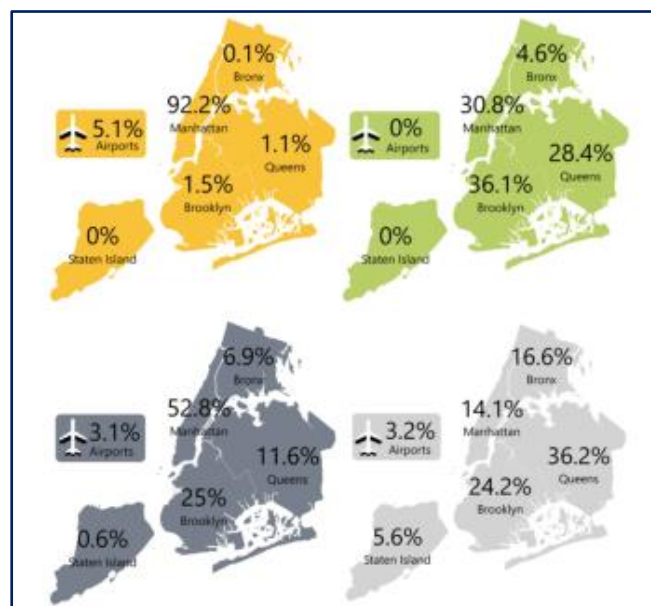 0.1%
Bronx
92.2%
Manhattan
5.1%
Airports
1.1%
Queens
1.5%
Brooklyn
0%
Staten Island
4.6%
Bronx
30.8%
Manhattan
0%
Airports
28.4%
Queens
36.1%
Brooklyn
0%
Staten Island
6.9%
Bronx
52.8%
Manhattan
3.1%
Airports
11.6%
Queens
25%
Brooklyn
0.6%
Staten Island
16.6%
Bronx
14.1%
Manhattan
3.2%
Airports
36.2%
Queens
24.2%
Brooklyn
5.6%
Staten Island